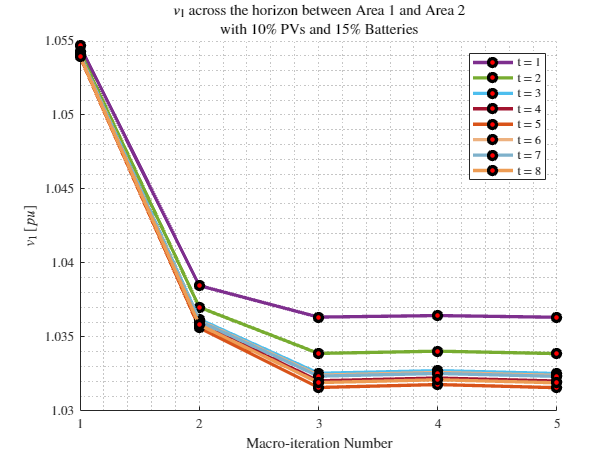 v₁ across the horizon between Area 1 and Area 2
with 10% PVs and 15% Batteries
1.055
1.05
1.045
1.04
1.035
1.03
v₁ [pu]
1 2 3 4 5
Macro-iteration Number
t = 1
t = 2
t = 3
t = 4
t = 5
t = 6
t = 7
t = 8